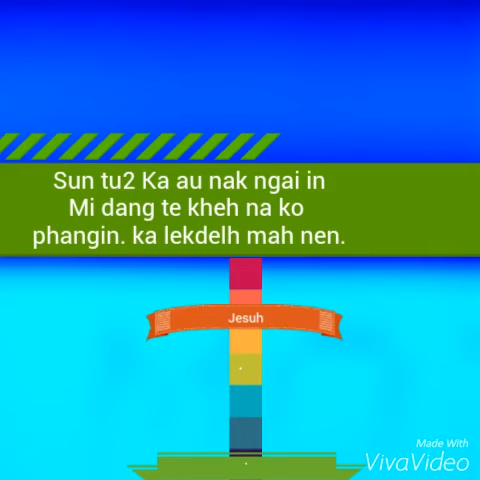 Sun tu2 Ka au nak ngai in
Mi dang te kheh na ko
phangin. ka lekdelh mah nen.
Jesuh
Made With
VivaVideo